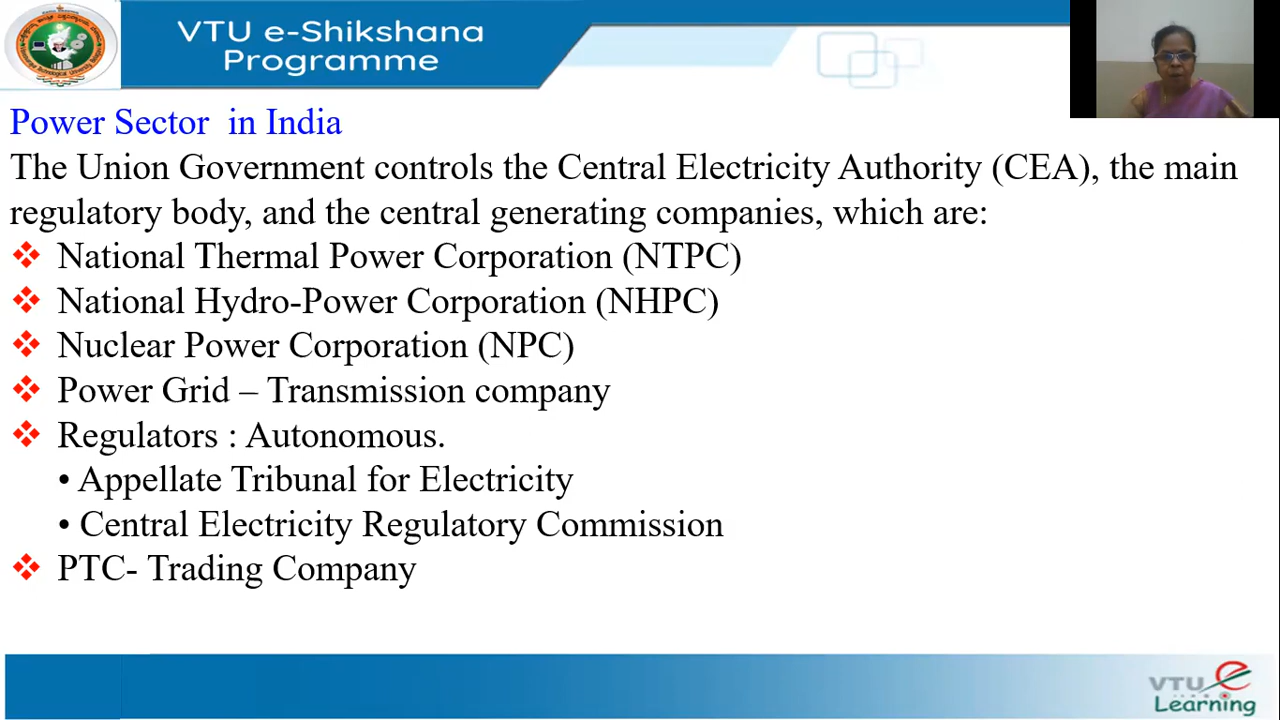 VTU e-Shikshana
Programme
Power Sector in India
The Union Government controls the Central Electricity Authority (CEA), the main
regulatory body, and the central generating companies, which are:
❖ National Thermal Power Corporation (NTPC)
❖ National Hydro-Power Corporation (NHPC)
❖ Nuclear Power Corporation (NPC)
❖ Power Grid – Transmission company
❖ Regulators : Autonomous.
• Appellate Tribunal for Electricity
• Central Electricity Regulatory Commission
❖ PTC- Trading Company
VTU e
Learning